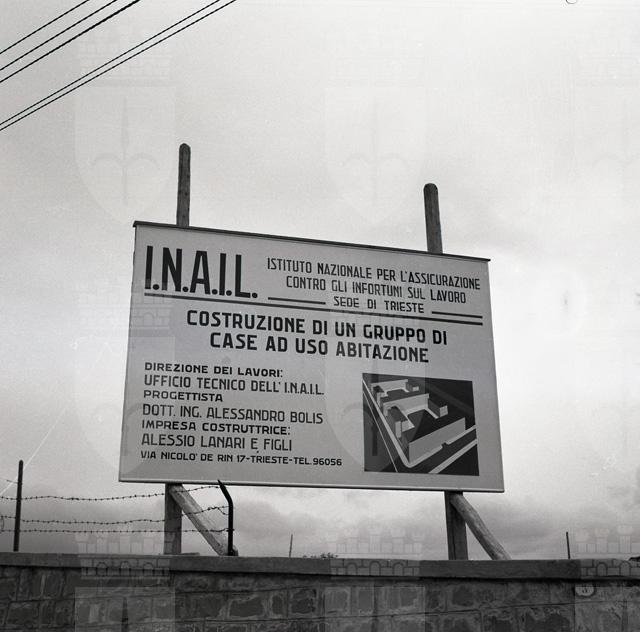 I.N.A.I.L.
ISTITUTO NAZIONALE PER L'ASSICURAZIONE
CONTRO GLI INFORTUNI SUL LAVORO
SEDE DI TRIESTE
COSTRUZIONE DI UN GRUPPO DI
CASE AD USO ABITAZIONE
DIREZIONE DEI LAVORI:
UFFICIO TECNICO DELL'I.N.A.I.L.
PROGETTISTA
DOTT. ING. ALESSANDRO BOLIS
IMPRESA COSTRUTTRICE:
ALESSIO LANARI E FIGLI
VIA NICOLO' DE RIN 17-TRIESTE-TEL.96056